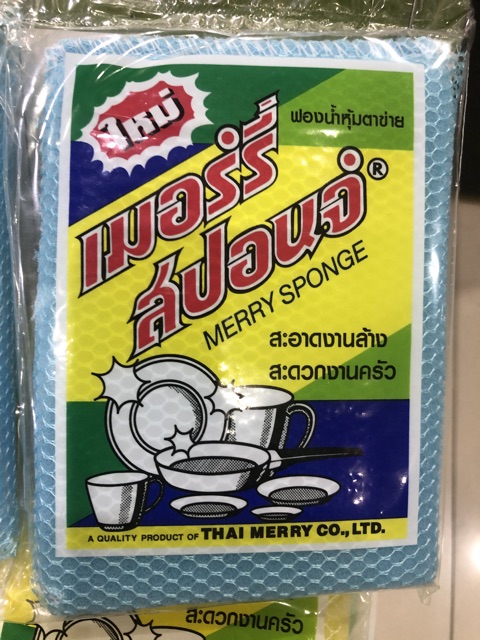 ใหม่
ฟองน้ำหุ้มตาข่าย
เมอร์รี่
สปอนจ์®
MERRY SPONGE
สะอาดงานล้าง
สะดวกงานครัว
A QUALITY PRODUCT OF THAI MERRY CO., LTD.
สะดวกงานครัว